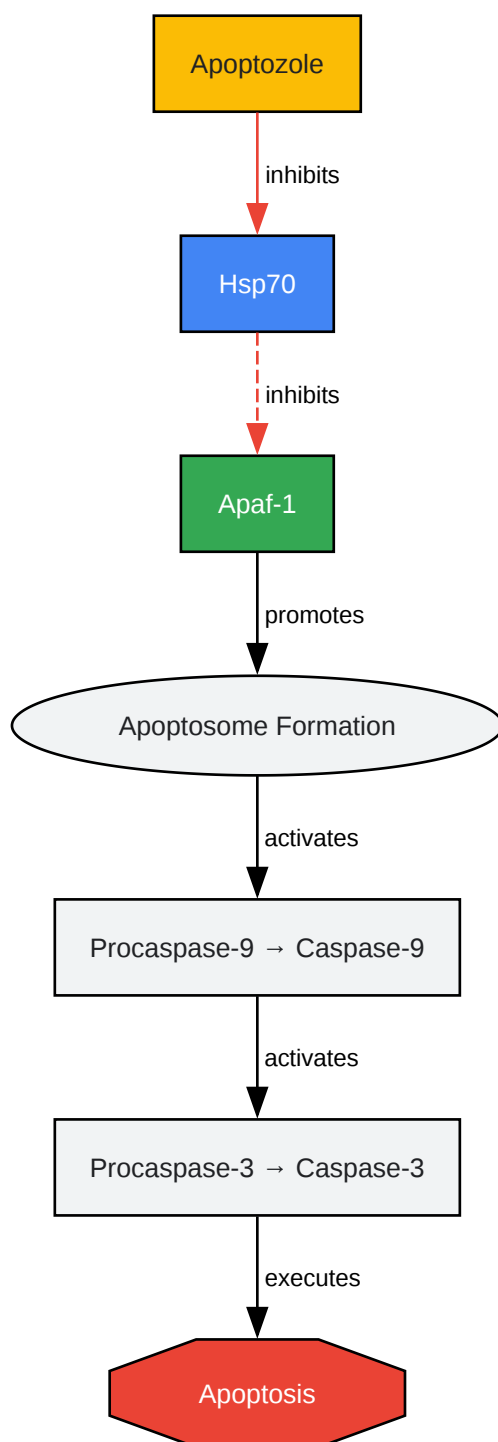 Apoptozole
inhibits
Hsp70
inhibits
Apaf-1
promotes
Apoptosome Formation
activates
Procaspase-9 → Caspase-9
activates
Procaspase-3 → Caspase-3
executes
Apoptosis